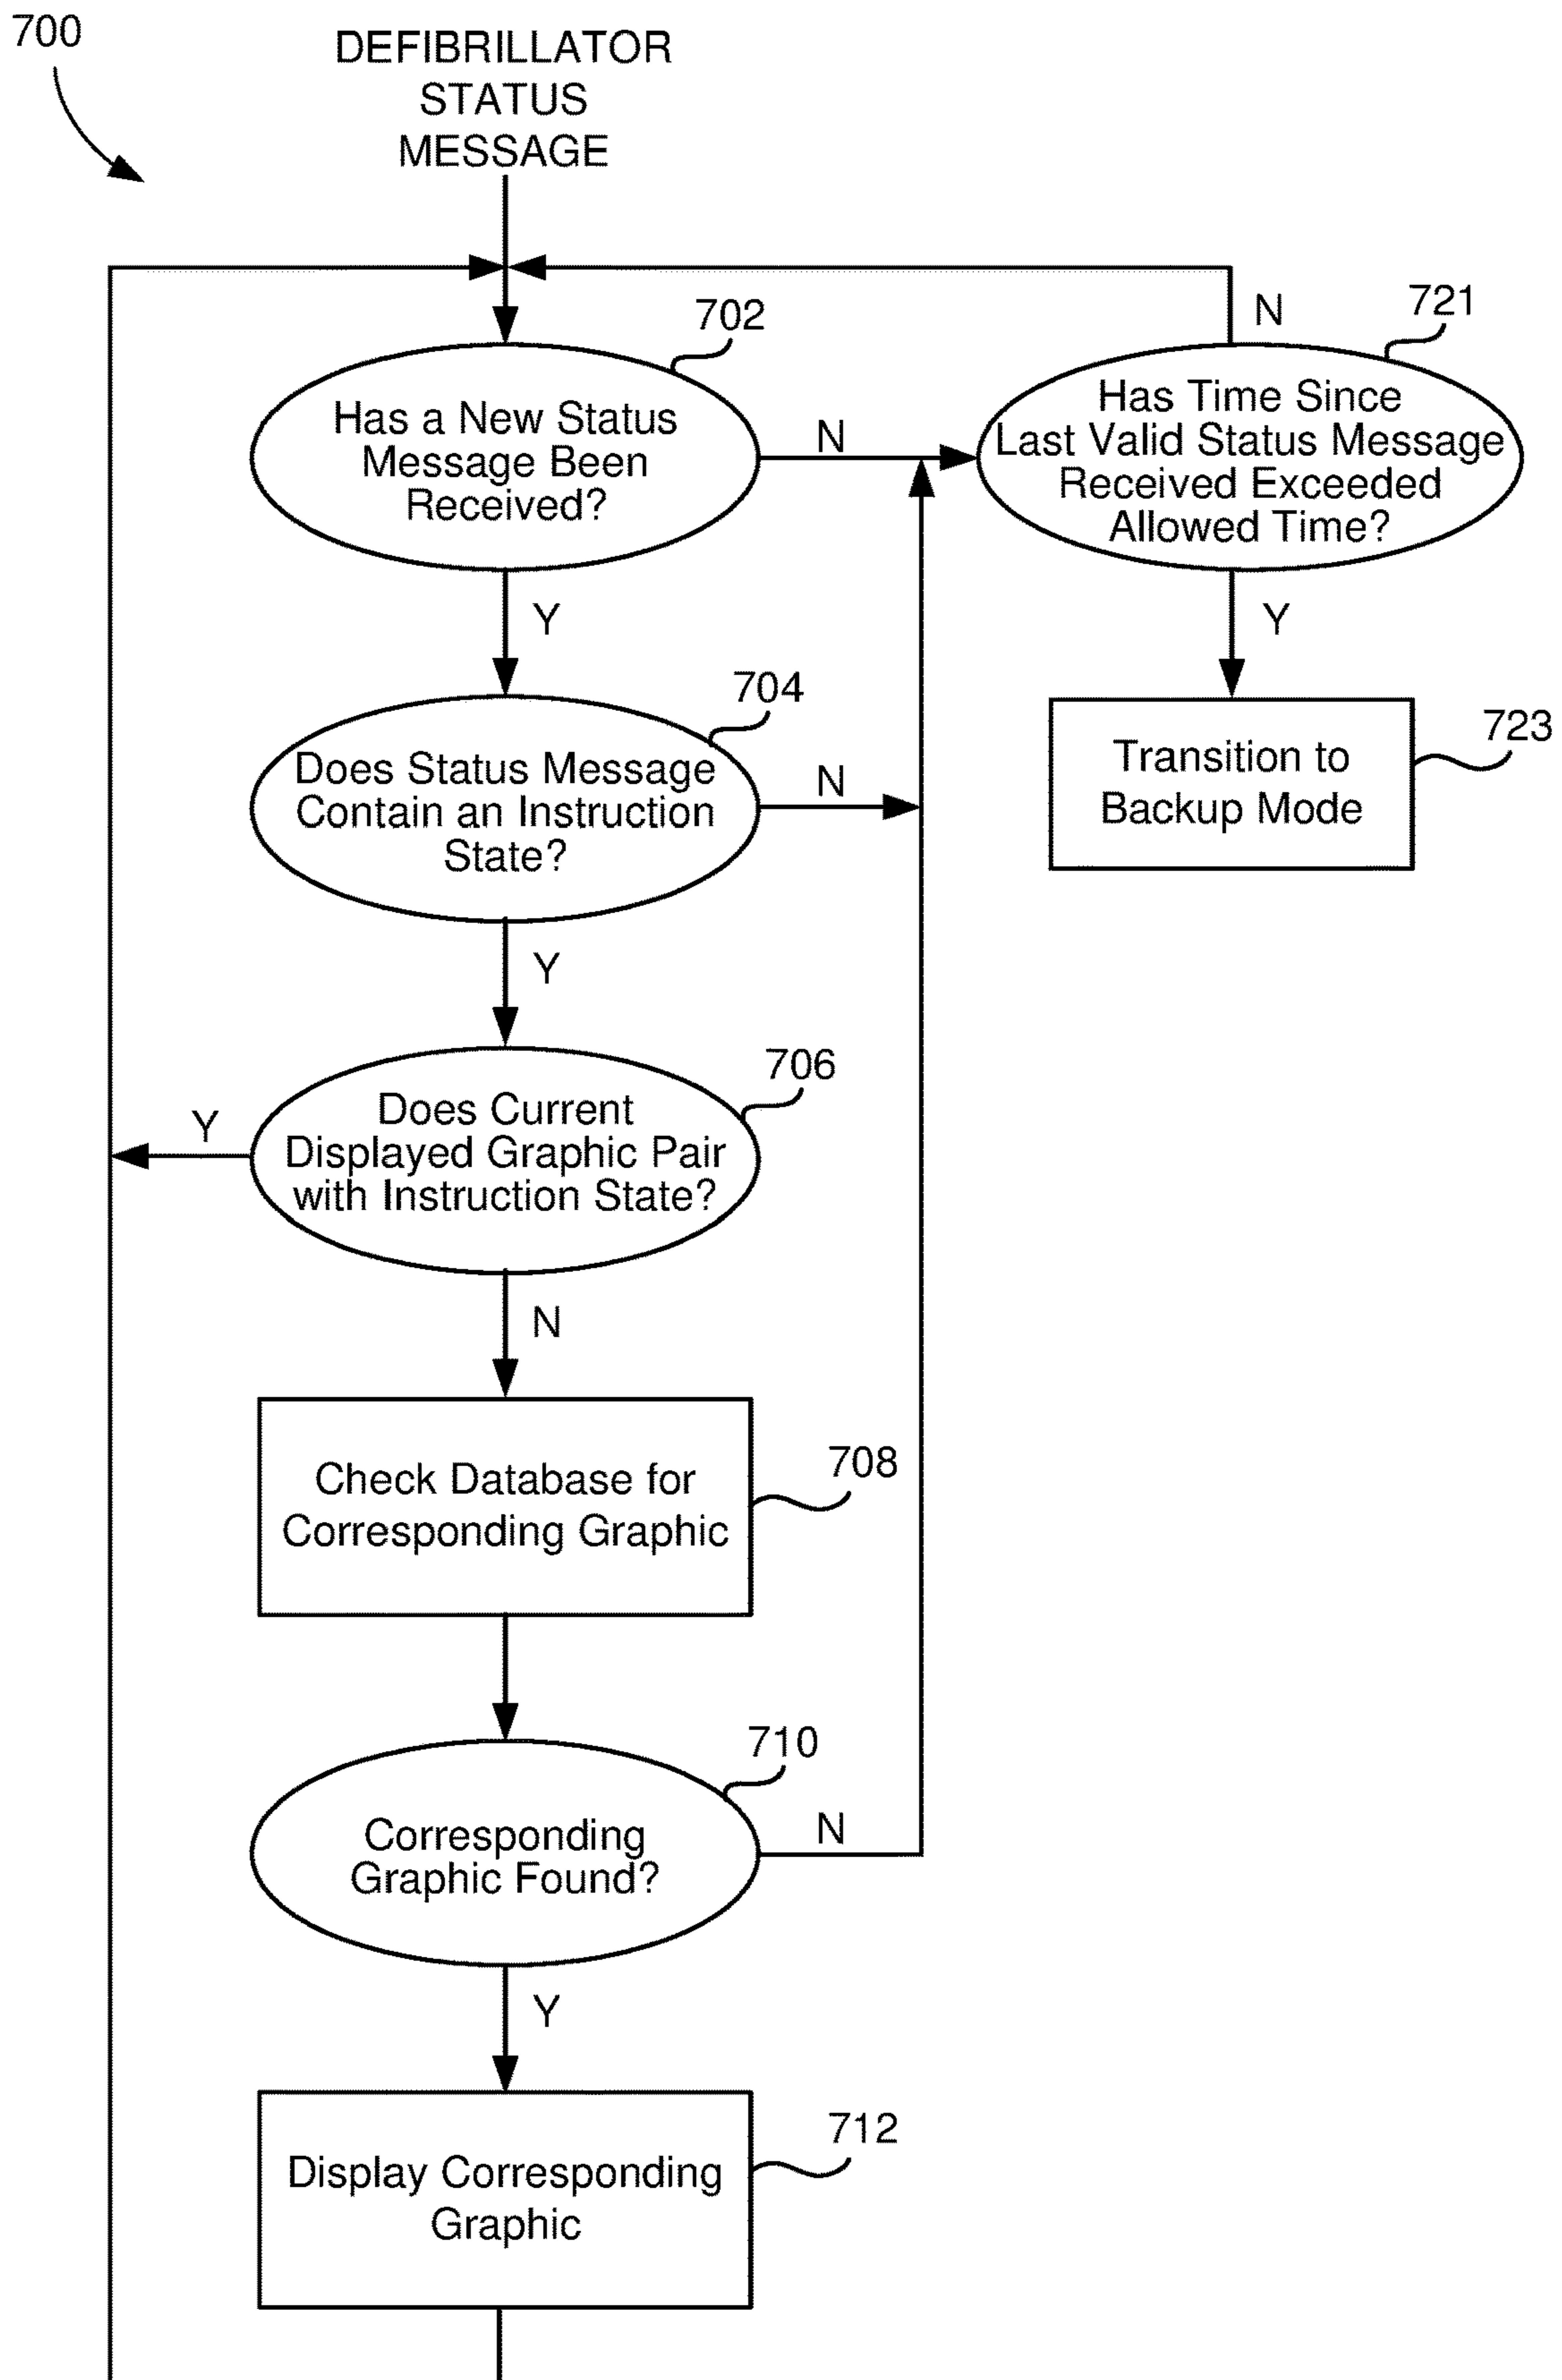 700
DEFIBRILLATOR
STATUS
MESSAGE
702
Has a New Status
Message Been
Received?
N
Y
721
N
Has Time Since
Last Valid Status Message
Received Exceeded
Allowed Time?
Y
723
Transition to
Backup Mode
704
Does Status Message
Contain an Instruction
State?
N
Y
706
Does Current
Displayed Graphic Pair
with Instruction State?
Y
N
708
Check Database for
Corresponding Graphic
710
Corresponding
Graphic Found?
N
Y
712
Display Corresponding
Graphic